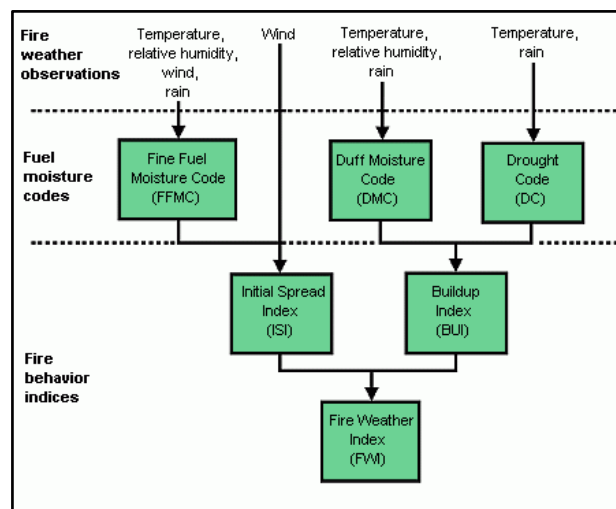 Fire
weather
observations
Temperature,
relative humidity,
wind,
rain
Wind
Temperature,
relative humidity,
rain
Temperature,
rain
Fuel
moisture
codes
Fine Fuel
Moisture Code
(FFMC)
Duff Moisture
Code
(DMC)
Drought
Code
(DC)
Fire
behavior
indices
Initial Spread
Index
(ISI)
Buildup
Index
(BUI)
Fire Weather
Index
(FWI)